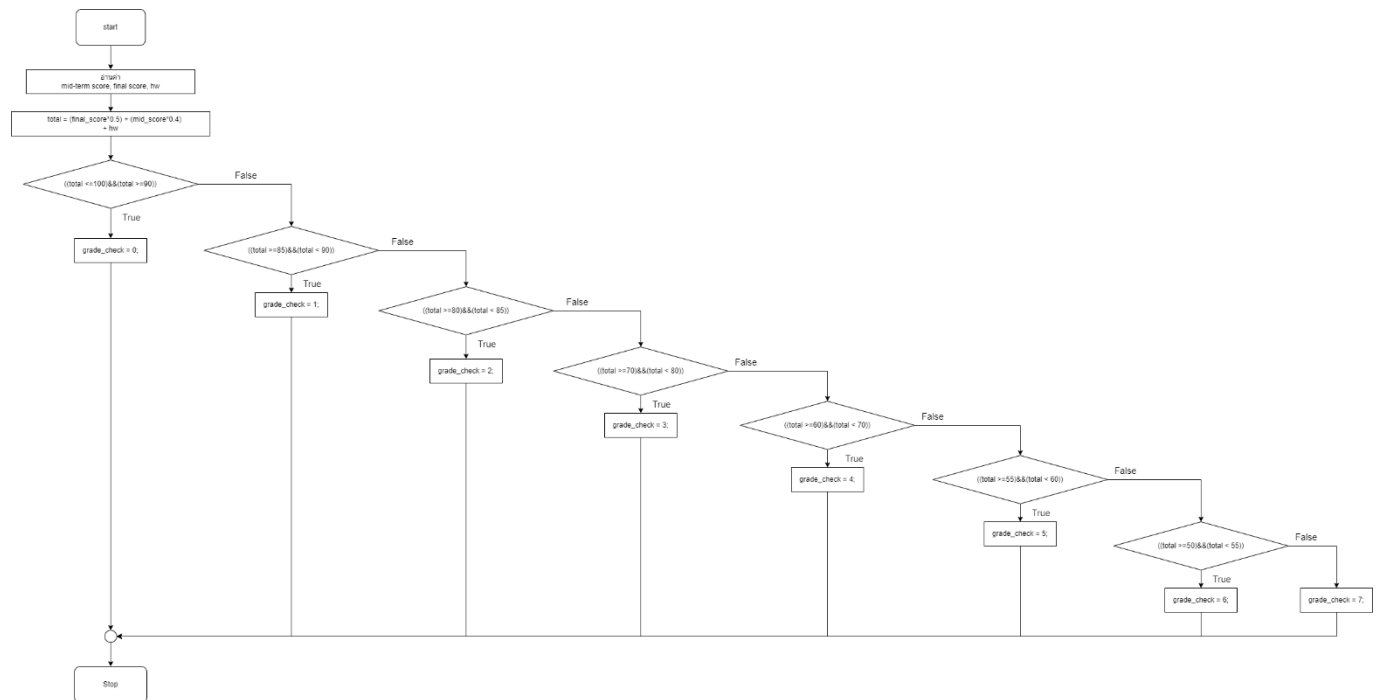 start
อ่านค่า
mid-term score, final score, hw
total = (final_score*0.5) + (mid_score*0.4)
+ hw
((total <=100)&&(total >=90))
False
True
grade_check = 0;
((total >=85)&&(total < 90))
False
True
grade_check = 1;
((total >=80)&&(total < 85))
False
True
grade_check = 2;
((total >=70)&&(total < 80))
False
True
grade_check = 3;
((total >=60)&&(total < 70))
False
True
grade_check = 4;
((total >=55)&&(total < 60))
False
True
grade_check = 5;
((total >=50)&&(total < 55))
False
True
grade_check = 6;
grade_check = 7;
Stop